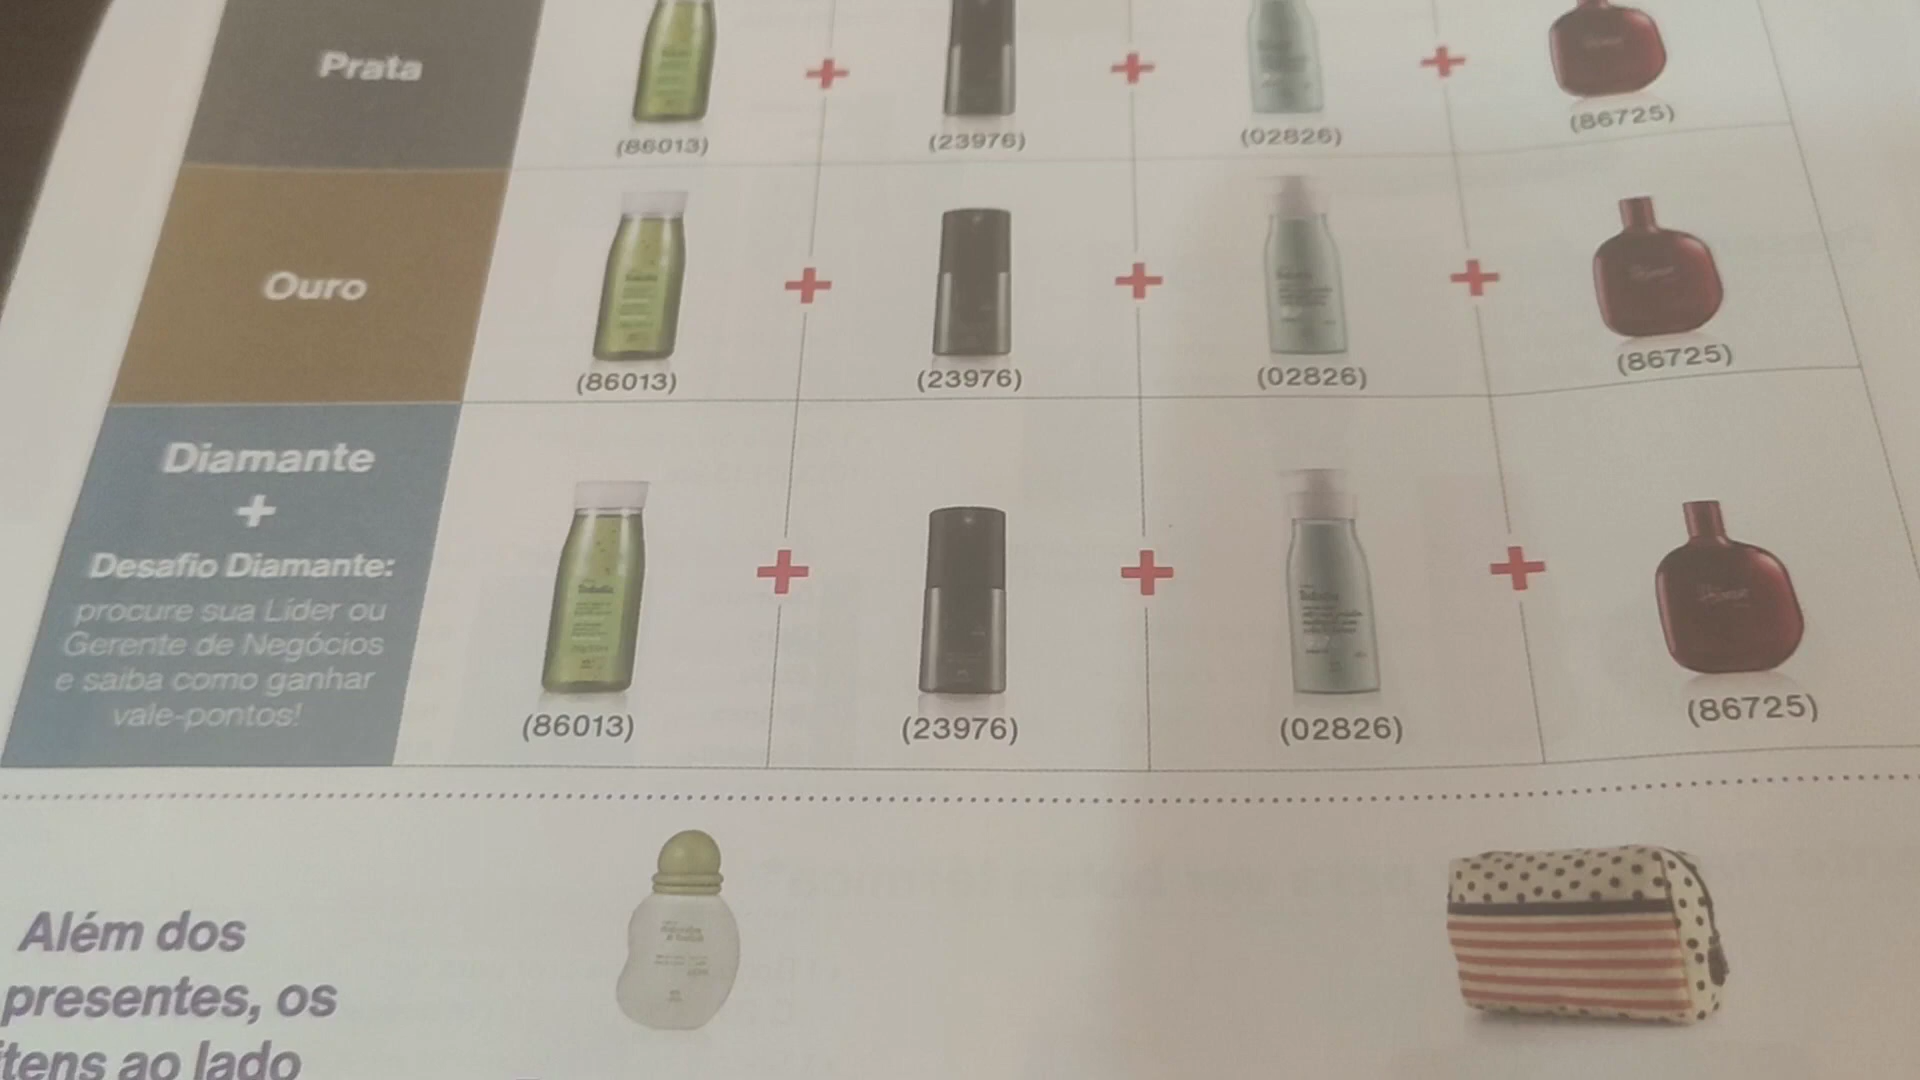 Prata
(86013)
(23976)
(02826)
(86725)
Ouro
(86013)
(23976)
(02826)
(86725)
Diamante
+
Desafio Diamante:
procure sua Líder ou
Gerente de Negócios
e saiba como ganhar
vale-pontos!
(86013)
(23976)
(02826)
(86725)
Além dos
presentes, os
itens ao lado